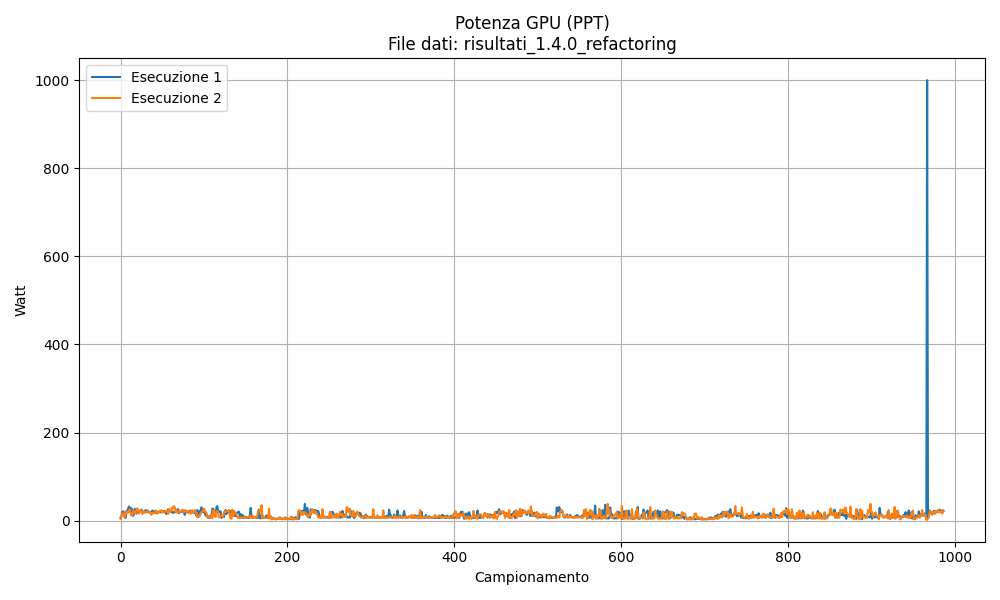 Potenza GPU (PPT)
File dati: risultati_1.4.0_refactoring
Esecuzione 1
Esecuzione 2
Watt
1000
800
600
400
200
0
0
200
400
600
800
1000
Campionamento